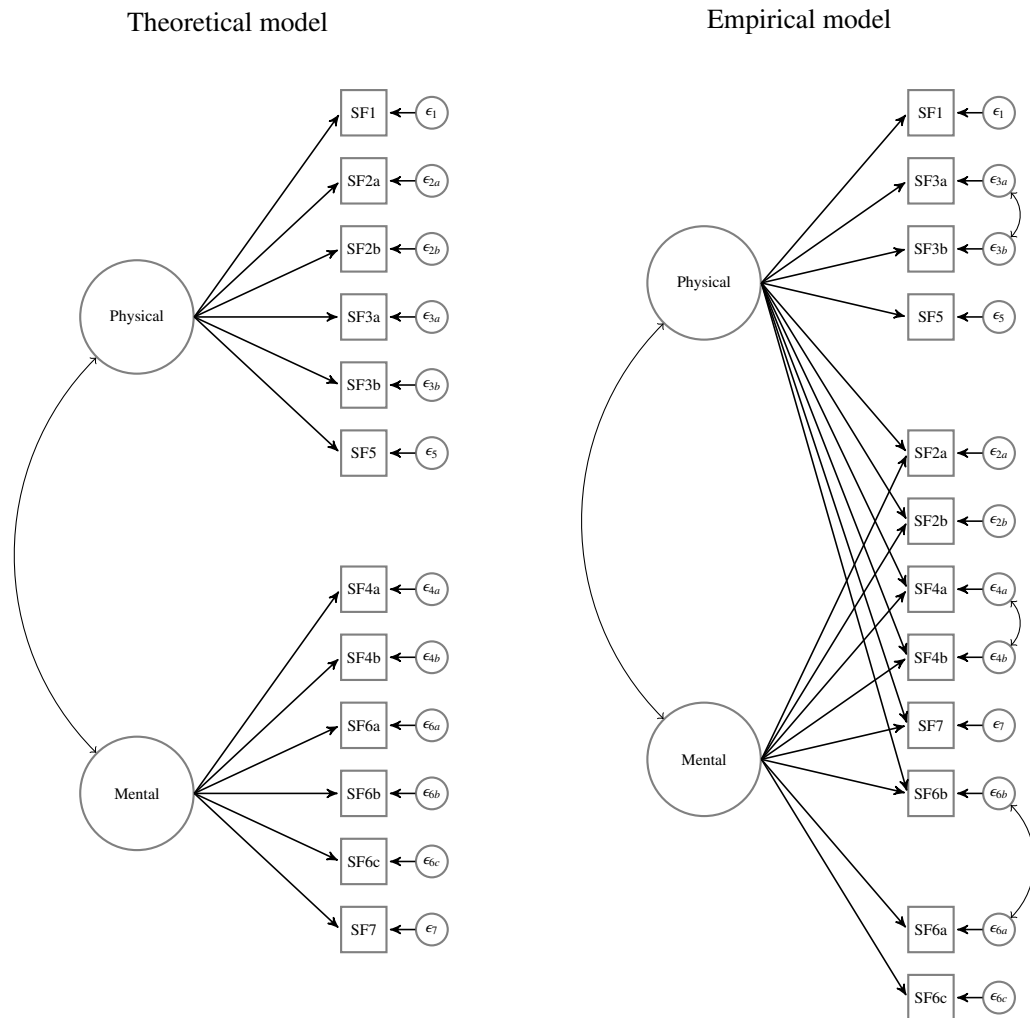 Theoretical model
SF1 ϵ1
SF2a ϵ2a
SF2b ϵ2b
Physical SF3a ϵ3a
SF3b ϵ3b
SF5 ϵ5
SF4a ϵ4a
SF4b ϵ4b
SF6a ϵ6a
Mental SF6b ϵ6b
SF6c ϵ6c
SF7 ϵ7
Empirical model
SF1 ϵ1
SF3a ϵ3a
SF3b ϵ3b
Physical
SF5 ϵ5
SF2a ϵ2a
SF2b ϵ2b
SF4a ϵ4a
SF4b ϵ4b
SF7 ϵ7
Mental
SF6b ϵ6b
SF6a ϵ6a
SF6c ϵ6c